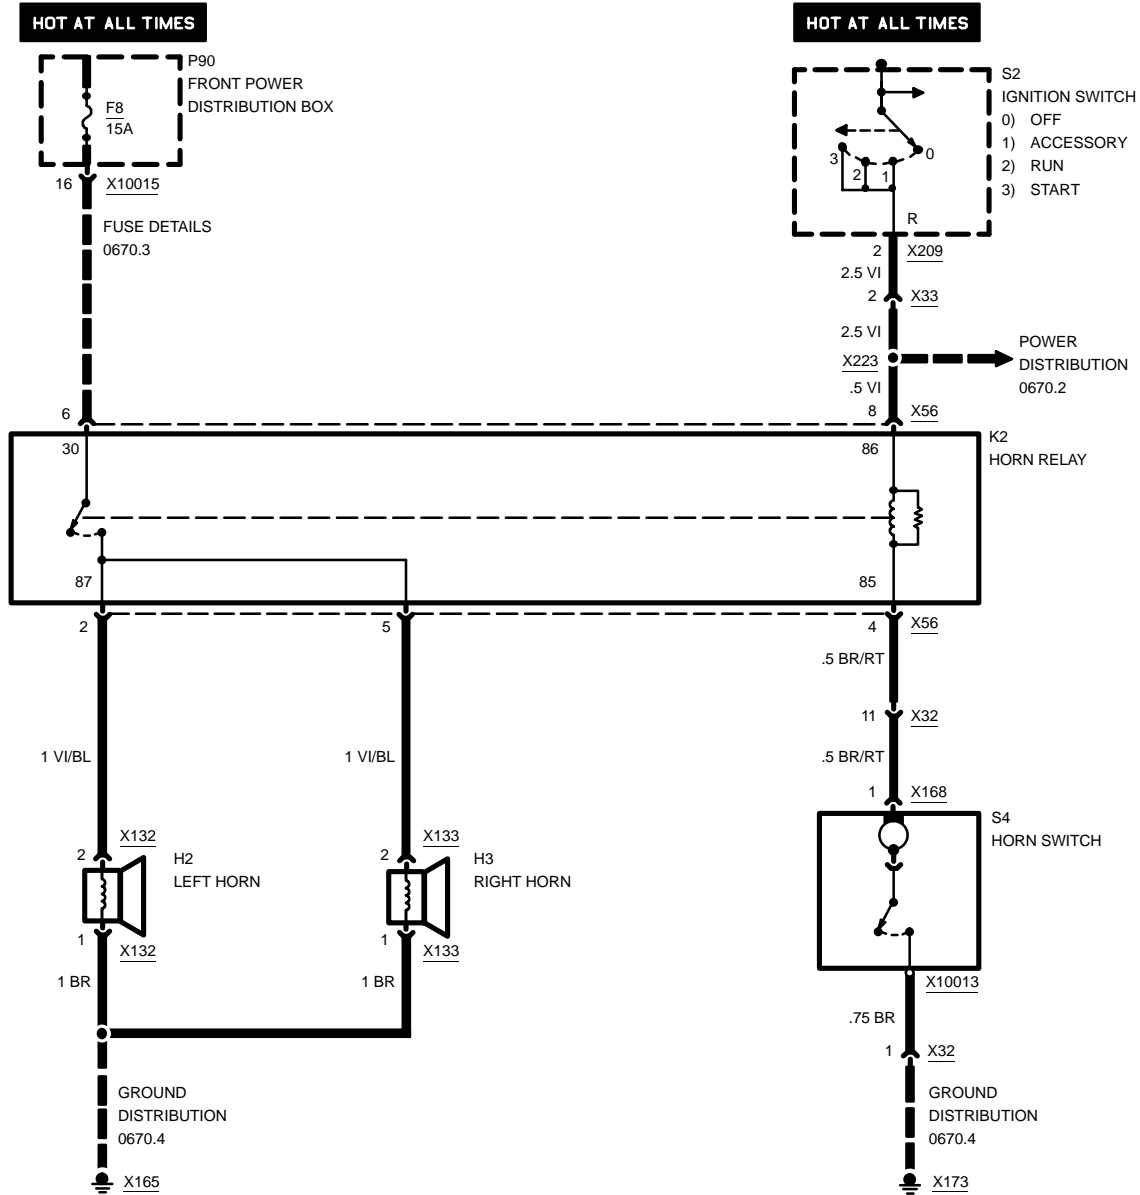 HOT AT ALL TIMES
HOT AT ALL TIMES
P90
FRONT POWER
DISTRIBUTION BOX
F8
15A
S2
IGNITION SWITCH
0) OFF
1) ACCESSORY
2) RUN
3) START
3
2
1
0
R
16
X10015
FUSE DETAILS
0670.3
2
X209
2.5 VI
2
X33
2.5 VI
X223
POWER
DISTRIBUTION
0670.2
.5 VI
6
8
X56
30
86
K2
HORN RELAY
87
85
2
5
4
X56
.5 BR/RT
11
X32
1 VI/BL
1 VI/BL
.5 BR/RT
1
X168
X132
X133
2
H2
LEFT HORN
2
H3
RIGHT HORN
S4
HORN SWITCH
1
X132
1
X133
1 BR
1 BR
X10013
.75 BR
1
X32
GROUND
DISTRIBUTION
0670.4
GROUND
DISTRIBUTION
0670.4
X165
X173